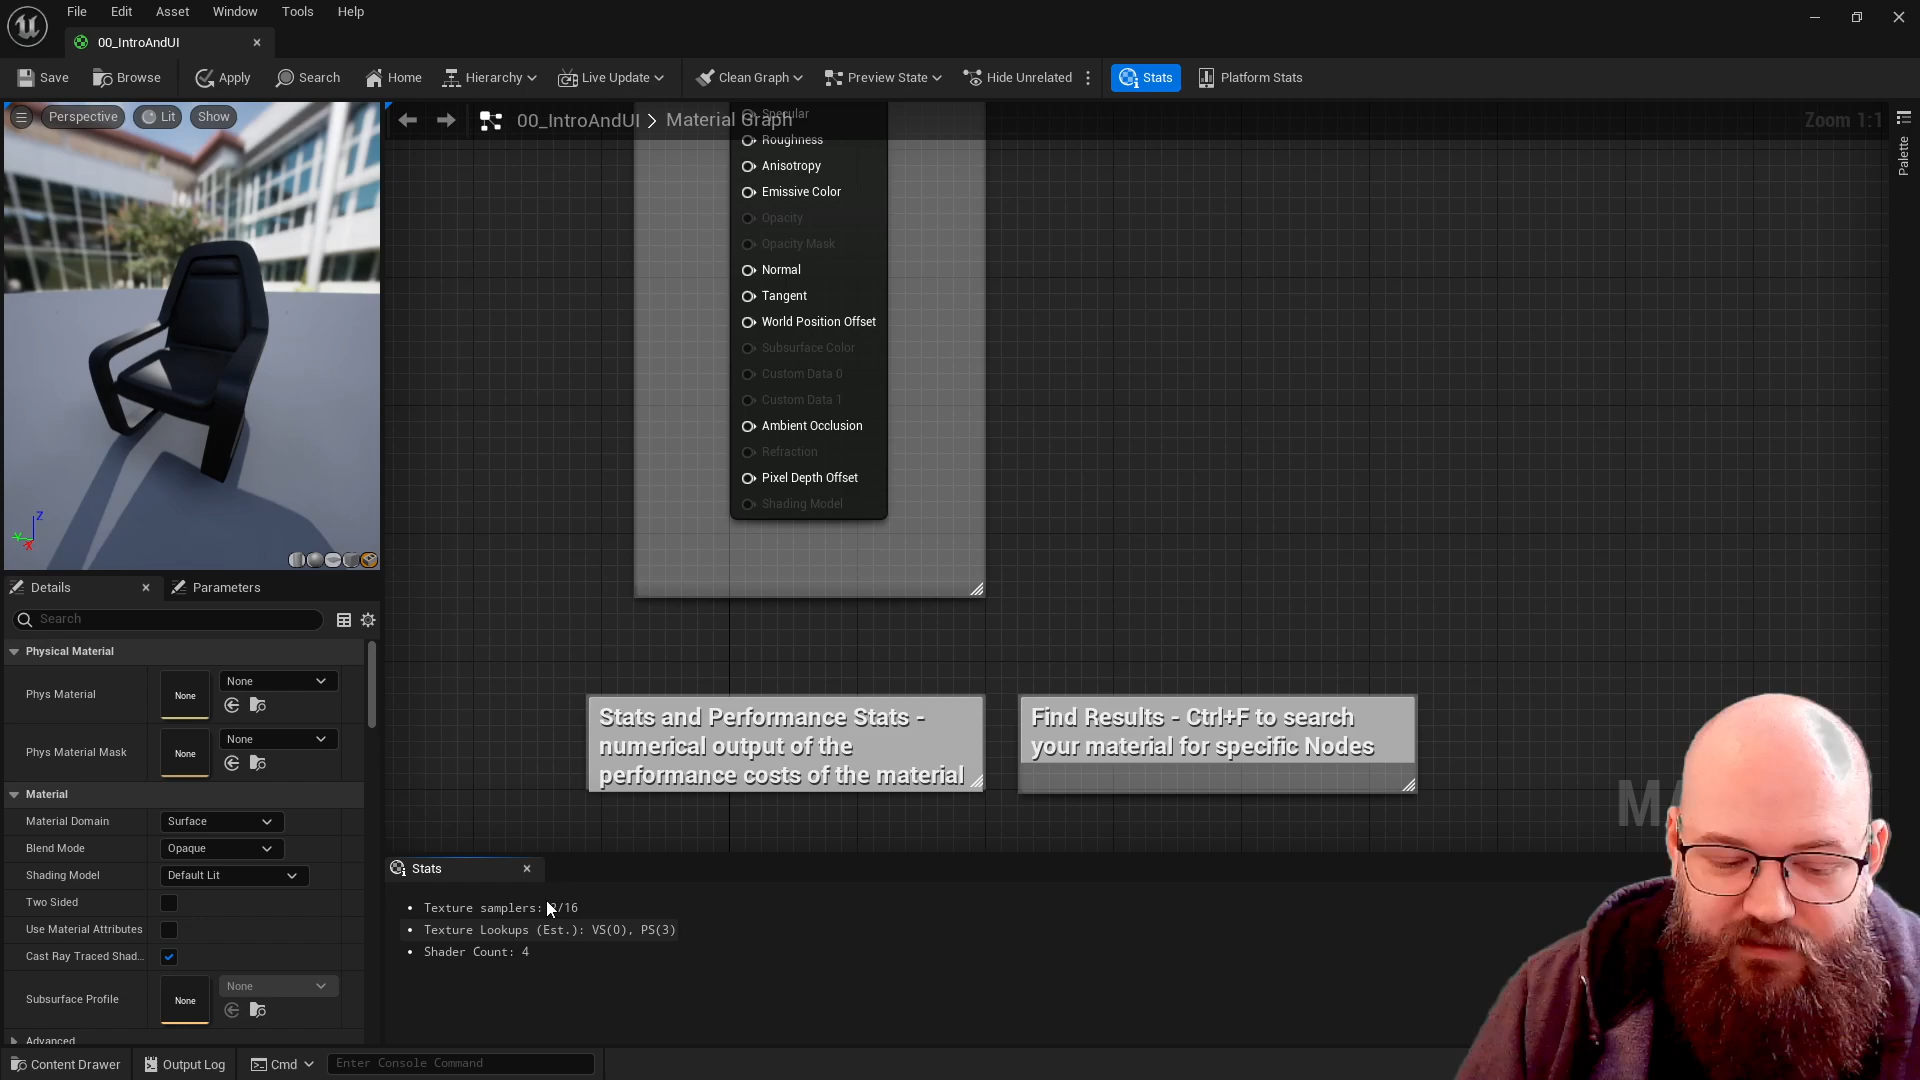 File
Edit
Asset
Window
Tools
Help
00_IntroAndUI
Save
Browse
Apply
Search
Home
Hierarchy
Live Update
Clean Graph
Preview State
Hide Unrelated
Stats
Platform Stats
Perspective
Lit
Show
00_IntroAndUI > Material Graph
Zoom 1:1
Palette
Specular
Roughness
Anisotropy
Emissive Color
Opacity
Opacity Mask
Normal
Tangent
World Position Offset
Subsurface Color
Custom Data 0
Custom Data 1
Ambient Occlusion
Refraction
Pixel Depth Offset
Shading Model
Z
Y
X
Details
Parameters
Search
Physical Material
Phys Material
None
None
Phys Material Mask
None
None
Material
Material Domain
Surface
Blend Mode
Opaque
Shading Model
Default Lit
Two Sided
Use Material Attributes
Cast Ray Traced Shad...
Subsurface Profile
None
None
Advanced
Stats and Performance Stats -
numerical output of the
performance costs of the material
Find Results - Ctrl+F to search
your material for specific Nodes
Stats
Texture samplers: /16
Texture Lookups (Est.): VS(0), PS(3)
Shader Count: 4
Content Drawer
Output Log
Cmd
Enter Console Command